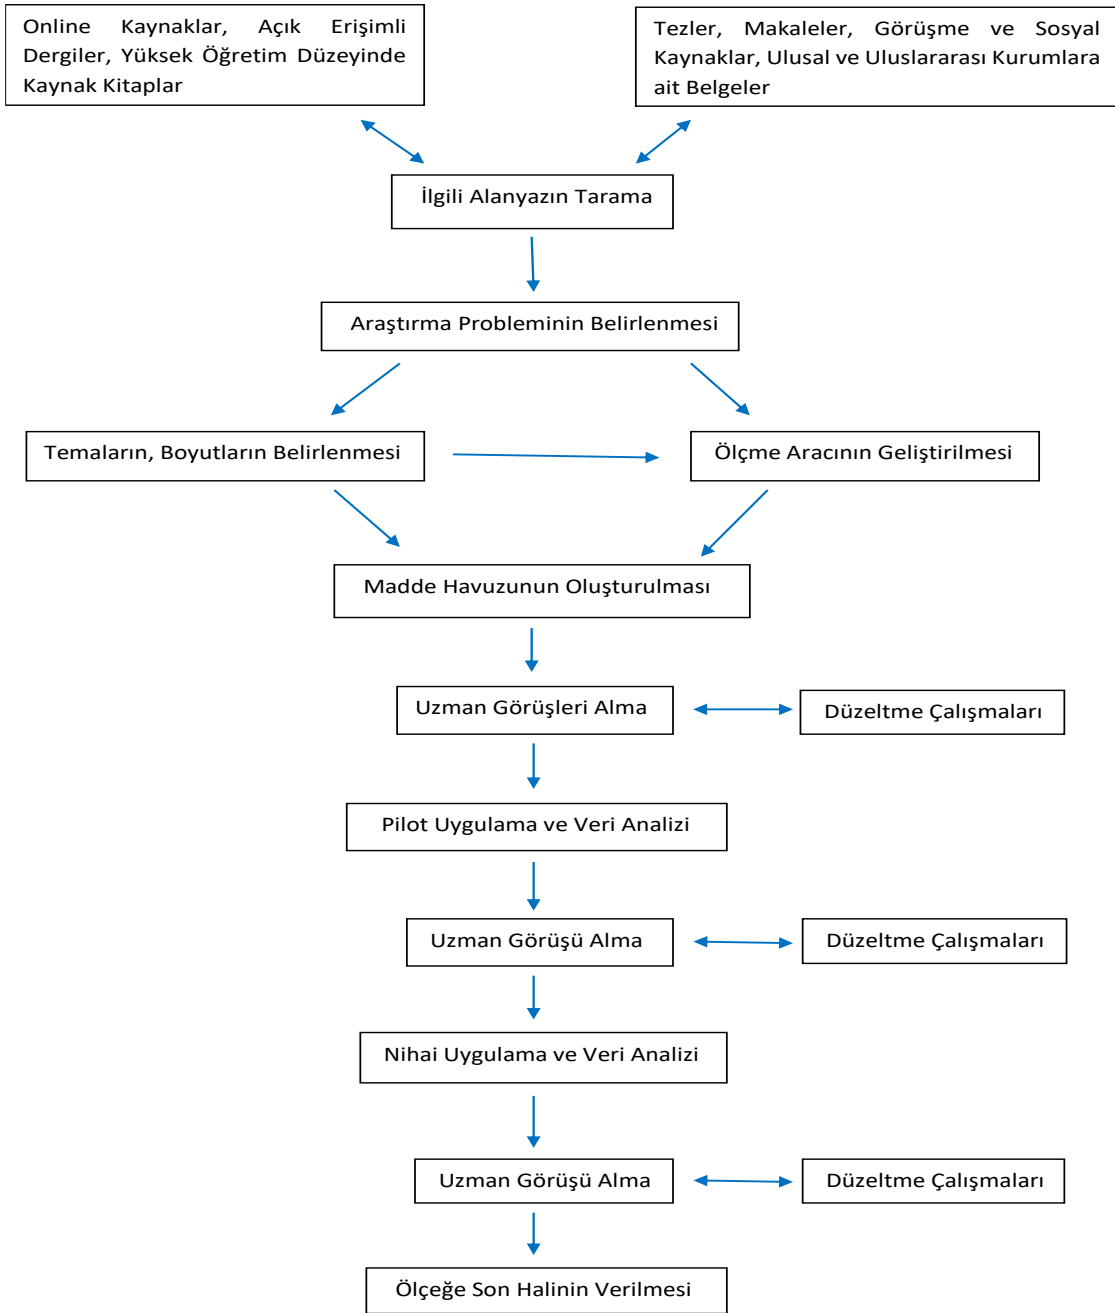 Online Kaynaklar, Açık Erişimli
Dergiler, Yüksek Öğretim Düzeyinde
Kaynak Kitaplar
Tezler, Makaleler, Görüşme ve Sosyal
Kaynaklar, Ulusal ve Uluslararası Kurumlara
ait Belgeler
İlgili Alanyazın Tarama
Araştırma Probleminin Belirlenmesi
Temaların, Boyutların Belirlenmesi
Ölçme Aracının Geliştirilmesi
Madde Havuzunun Oluşturulması
Uzman Görüşleri Alma
Düzeltme Çalışmaları
Pilot Uygulama ve Veri Analizi
Uzman Görüşü Alma
Düzeltme Çalışmaları
Nihai Uygulama ve Veri Analizi
Uzman Görüşü Alma
Düzeltme Çalışmaları
Ölçeğe Son Halinin Verilmesi